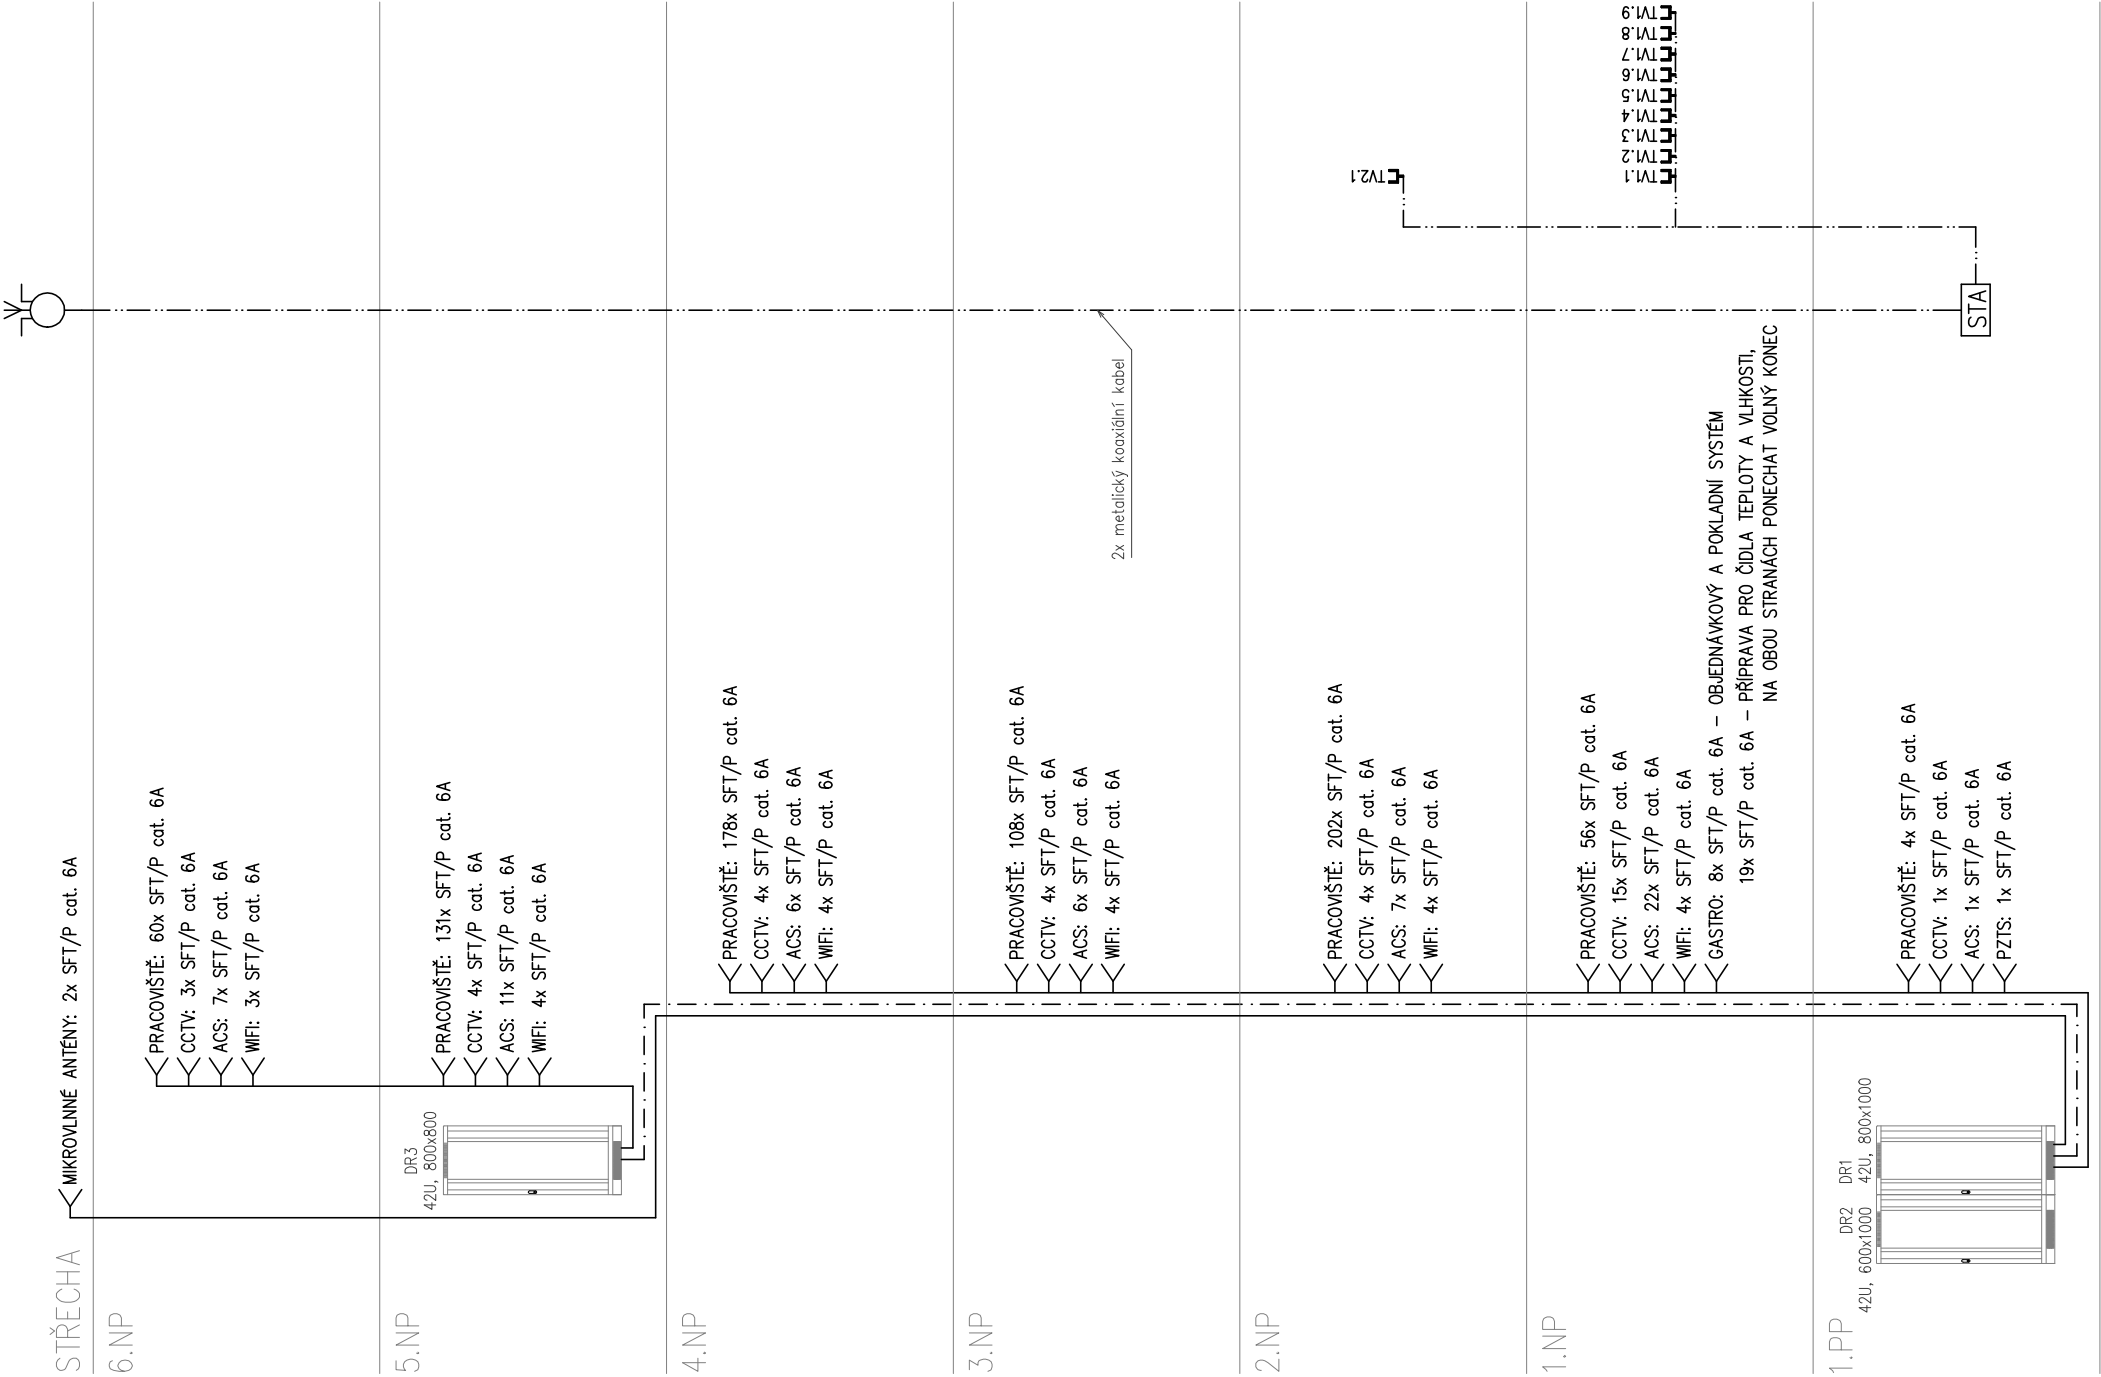 STŘECHA
MIKROVLNNÉ ANTÉNY: 2x SFT/P cat. 6A
6.NP
PRACOVIŠTĚ: 60x SFT/P cat. 6A
CCTV: 3x SFT/P cat. 6A
ACS: 7x SFT/P cat. 6A
WIFI: 3x SFT/P cat. 6A
5.NP
DR3
42U, 800x800
PRACOVIŠTĚ: 131x SFT/P cat. 6A
CCTV: 4x SFT/P cat. 6A
ACS: 11x SFT/P cat. 6A
WIFI: 4x SFT/P cat. 6A
4.NP
PRACOVIŠTĚ: 178x SFT/P cat. 6A
CCTV: 4x SFT/P cat. 6A
ACS: 6x SFT/P cat. 6A
WIFI: 4x SFT/P cat. 6A
3.NP
PRACOVIŠTĚ: 108x SFT/P cat. 6A
CCTV: 4x SFT/P cat. 6A
ACS: 6x SFT/P cat. 6A
WIFI: 4x SFT/P cat. 6A
2x metalický koaxiální kabel
2.NP
PRACOVIŠTĚ: 202x SFT/P cat. 6A
CCTV: 4x SFT/P cat. 6A
ACS: 7x SFT/P cat. 6A
WIFI: 4x SFT/P cat. 6A
TV2.1
1.NP
PRACOVIŠTĚ: 56x SFT/P cat. 6A
CCTV: 15x SFT/P cat. 6A
ACS: 22x SFT/P cat. 6A
WIFI: 4x SFT/P cat. 6A
GASTRO: 8x SFT/P cat. 6A – OBJEDNÁVKOVÝ A POKLADNÍ SYSTÉM
19x SFT/P cat. 6A – PŘÍPRAVA PRO ČIDLA TEPLOTY A VLHKOSTI,
NA OBOU STRANÁCH PONECHAT VOLNÝ KONEC
TV1.1
TV1.2
TV1.3
TV1.4
TV1.5
TV1.6
TV1.7
TV1.8
TV1.9
1.PP
DR2
42U, 600x1000
DR1
42U, 800x1000
PRACOVIŠTĚ: 4x SFT/P cat. 6A
CCTV: 1x SFT/P cat. 6A
ACS: 1x SFT/P cat. 6A
PZTS: 1x SFT/P cat. 6A
STA